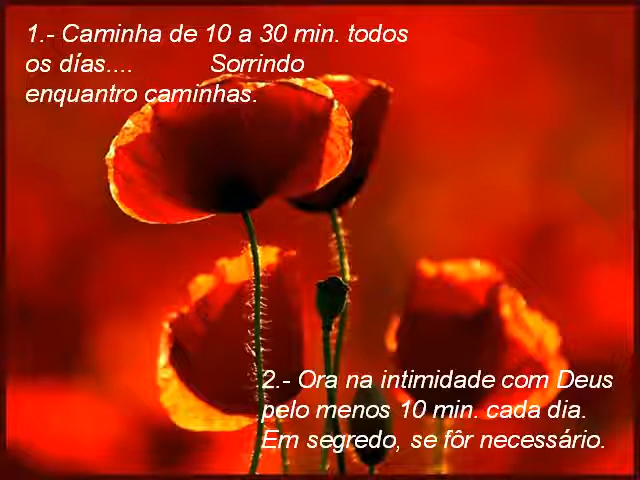 1.- Caminha de 10 a 30 min. todos
os días.... Sorrindo
enquantro caminhas.
2.- Ora na intimidade com Deus
pelo menos 10 min. cada dia.
Em segredo, se fôr necessário.